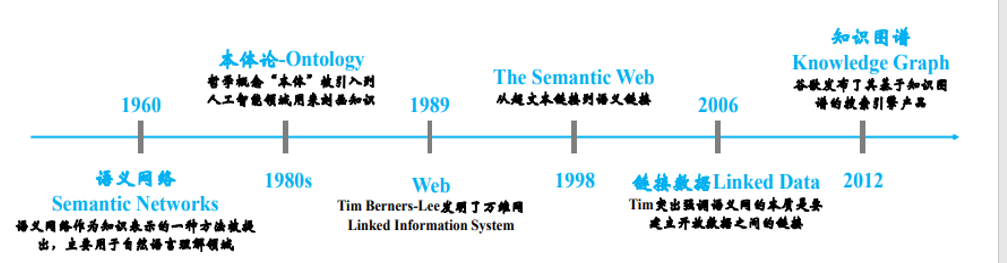 1960
语义网络
Semantic Networks
语义网络作为知识表示的一种方法被提
出，主要用于自然语言理解领域
本体论-Ontology
哲学概念“本体”被引入到
人工智能领域用来刻画知识
1980s
1989
Web
Tim Berners-Lee发明了万维网
Linked Information System
The Semantic Web
从超文本链接到语义链接
1998
2006
链接数据Linked Data
Tim突出强调语义网的本质是要
建立开放数据之间的链接
知识图谱
Knowledge Graph
谷歌发布了其基于知识图
谱的搜索引擎产品
2012